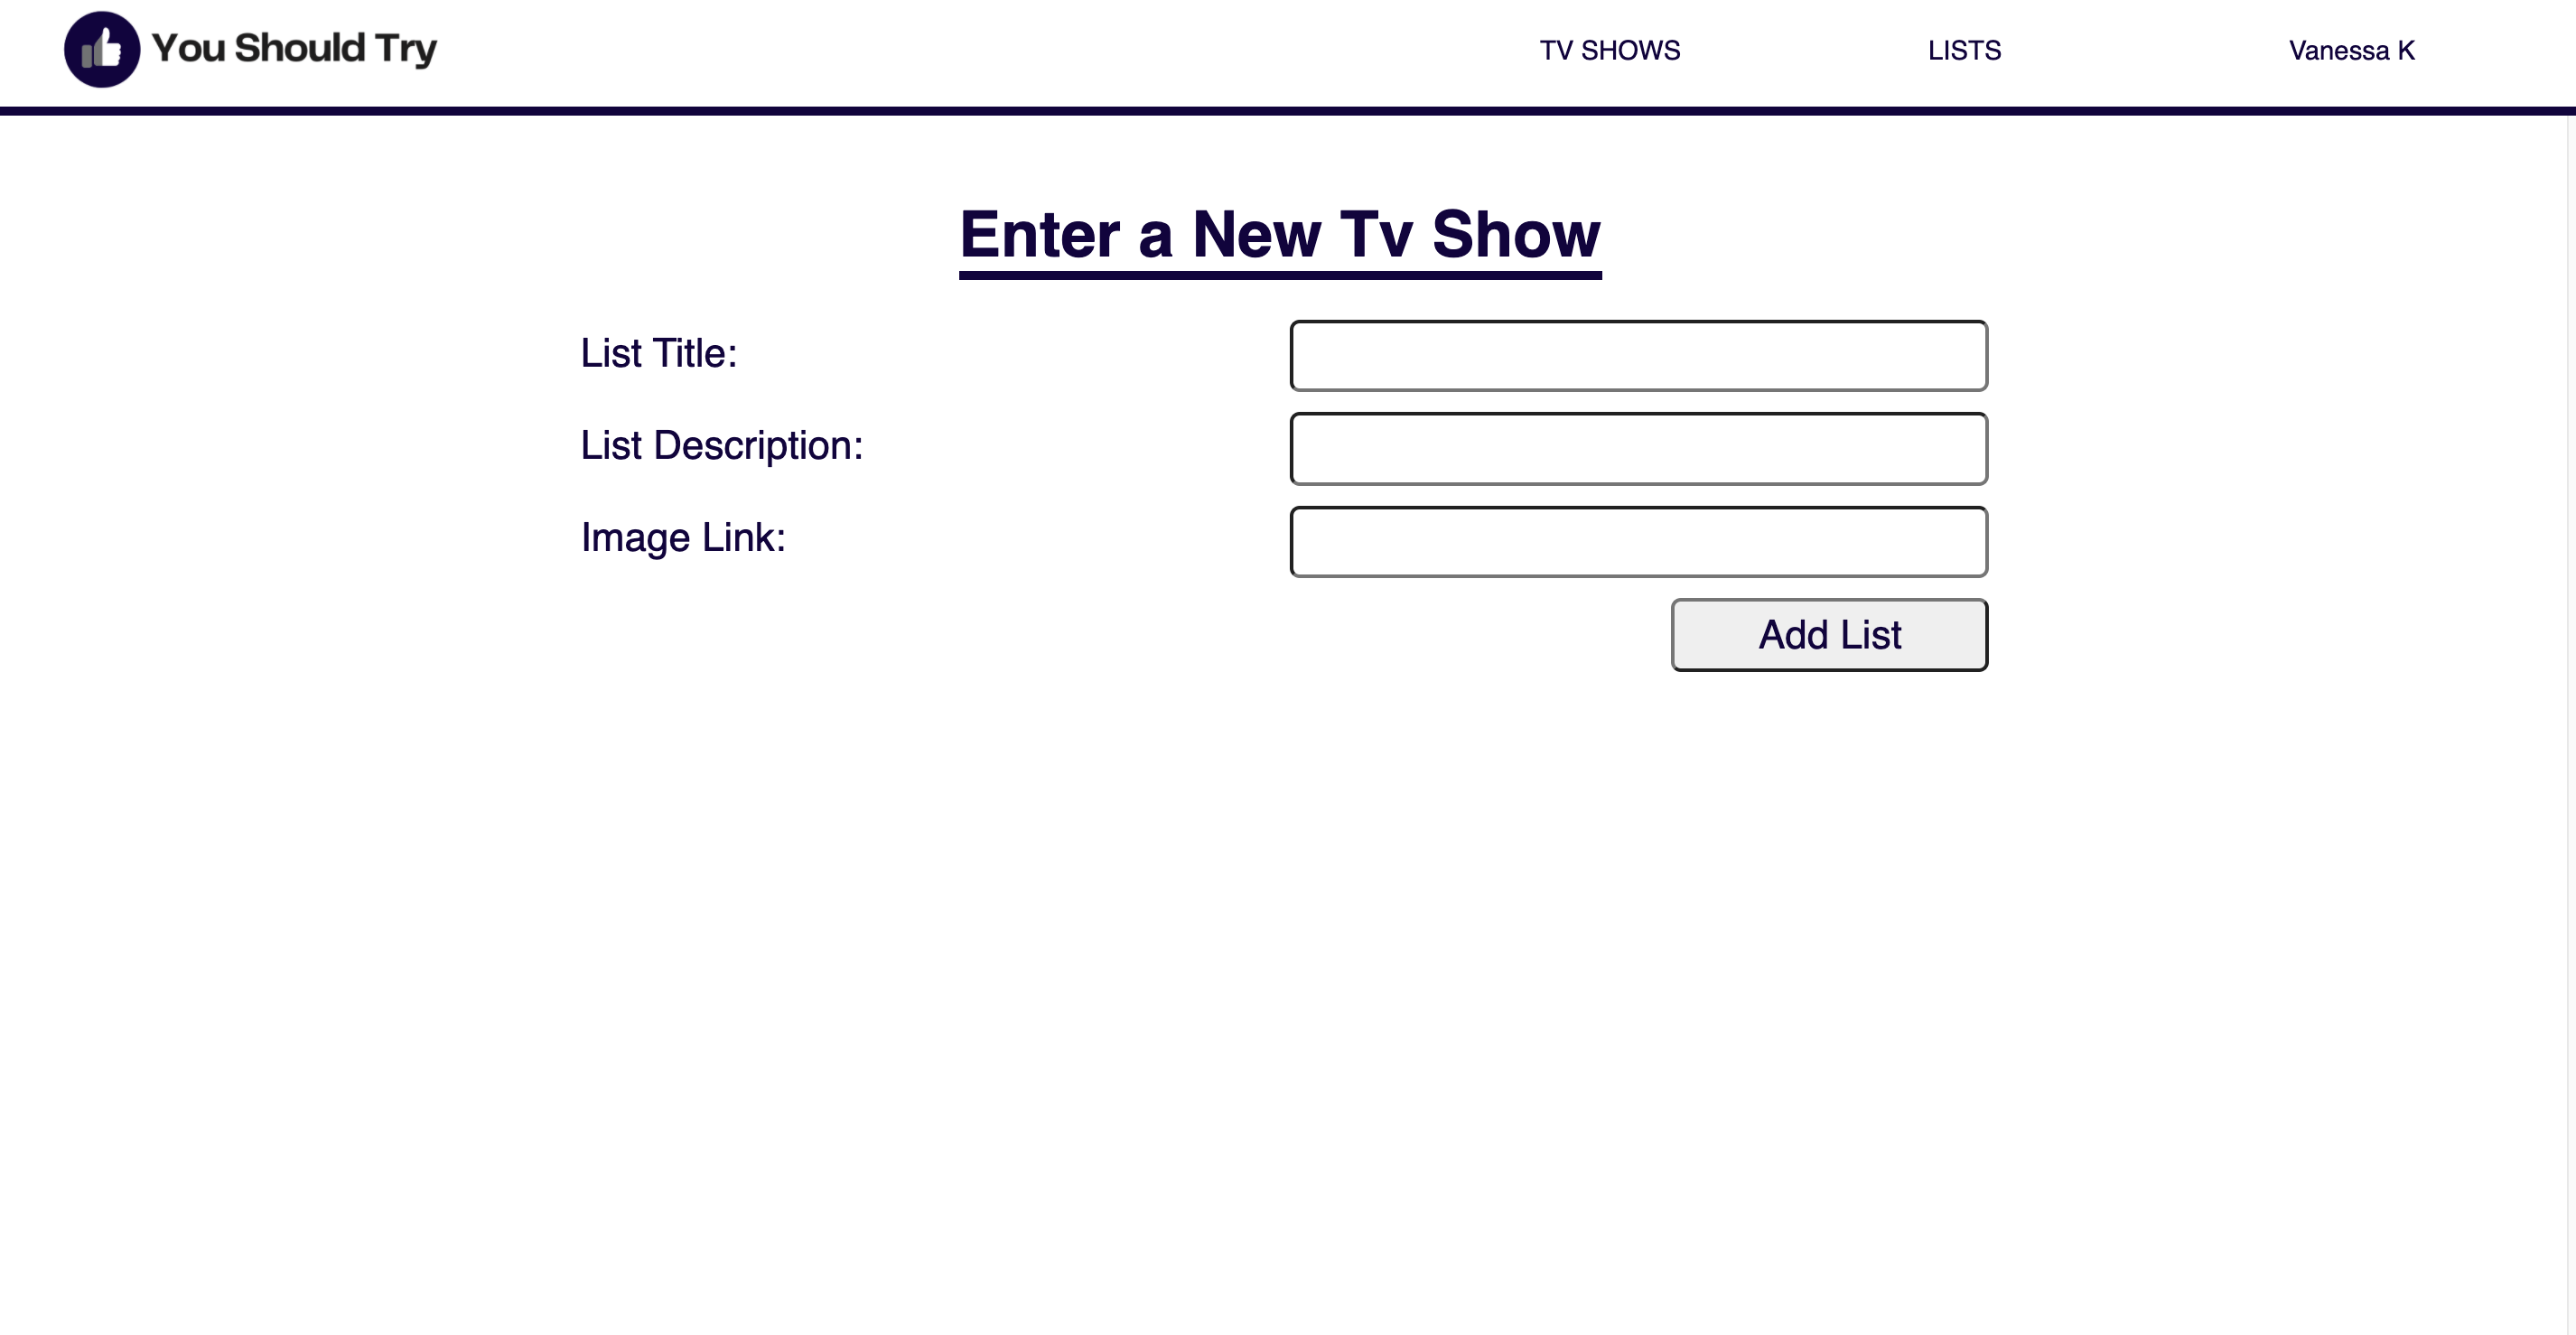 You Should Try
TV SHOWS
LISTS
Vanessa K
Enter a New Tv Show
List Title:
List Description:
Image Link:
Add List